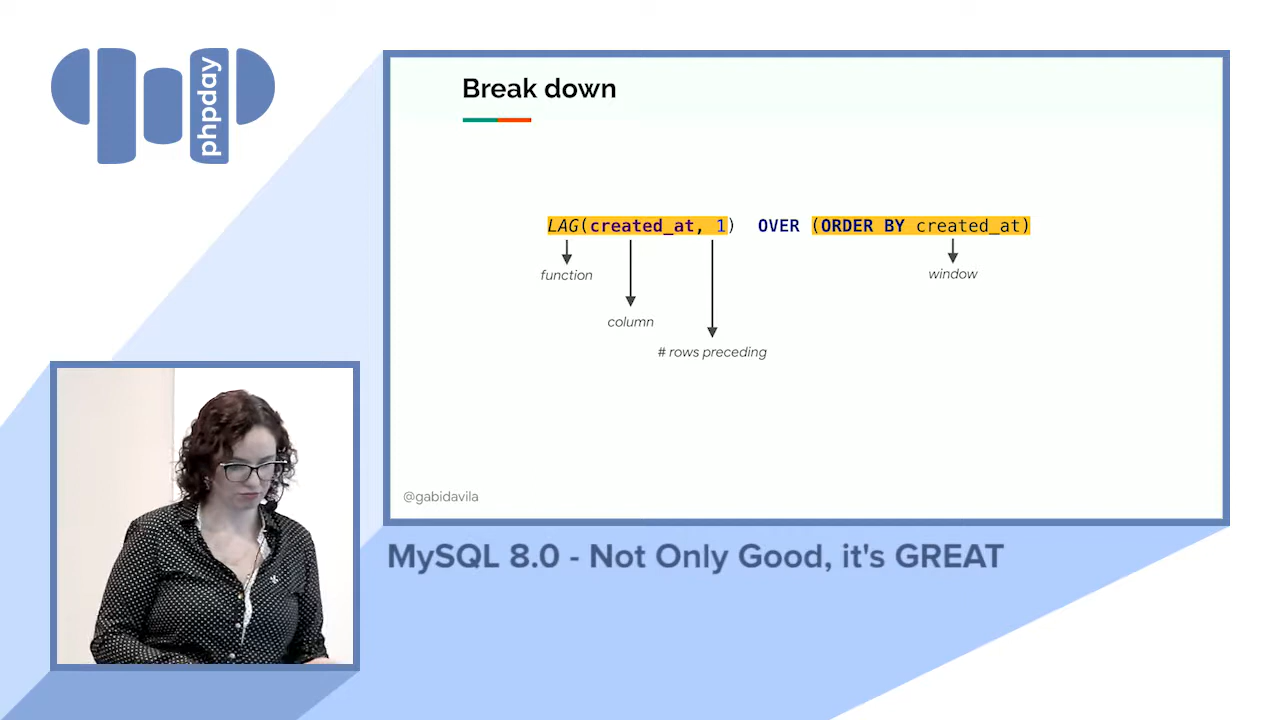 phpday
Break down
LAG(created_at, 1) OVER (ORDER BY created_at)
function
window
column
# rows preceding
@gabidavila
MySQL 8.0 - Not Only Good, it's GREAT